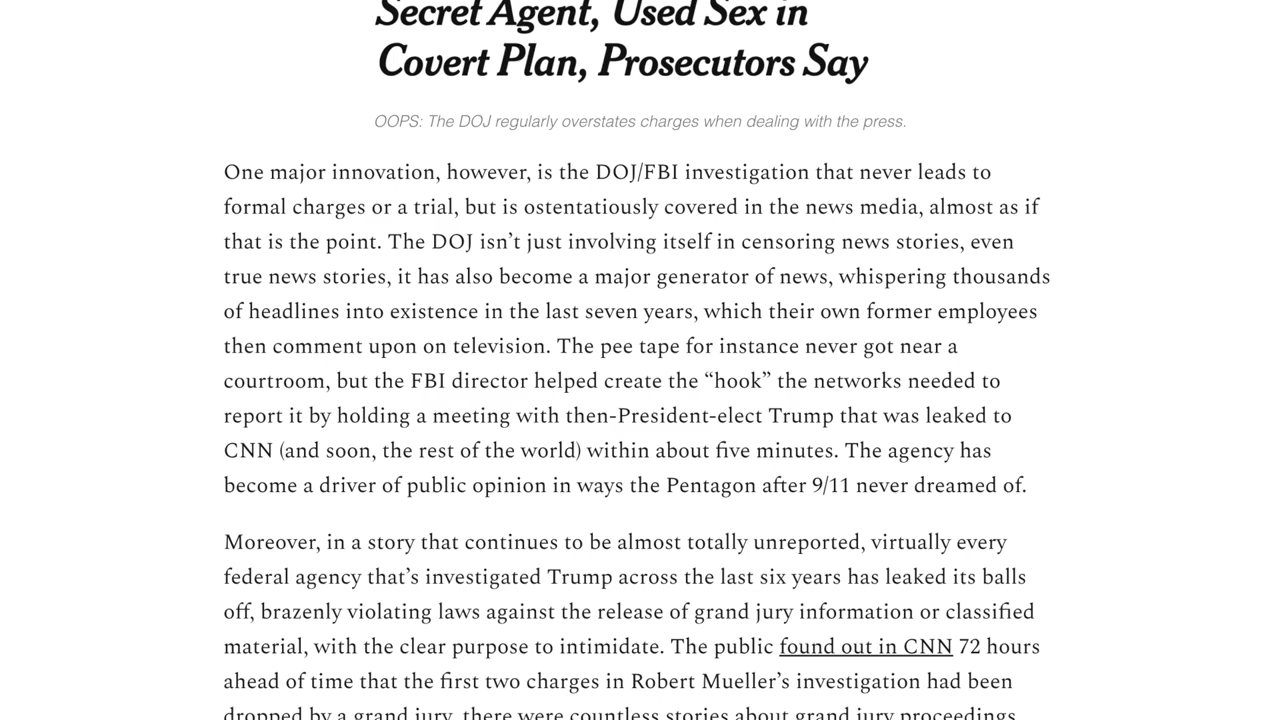 Secret Agent, Used Sex in
Covert Plan, Prosecutors Say
OOPS: The DOJ regularly overstates charges when dealing with the press.
One major innovation, however, is the DOJ/FBI investigation that never leads to
formal charges or a trial, but is ostentatiously covered in the news media, almost as if
that is the point. The DOJ isn’t just involving itself in censoring news stories, even
true news stories, it has also become a major generator of news, whispering thousands
of headlines into existence in the last seven years, which their own former employees
then comment upon on television. The pee tape for instance never got near a
courtroom, but the FBI director helped create the “hook” the networks needed to
report it by holding a meeting with then-President-elect Trump that was leaked to
CNN (and soon, the rest of the world) within about five minutes. The agency has
become a driver of public opinion in ways the Pentagon after 9/11 never dreamed of.
Moreover, in a story that continues to be almost totally unreported, virtually every
federal agency that’s investigated Trump across the last six years has leaked its balls
off, brazenly violating laws against the release of grand jury information or classified
material, with the clear purpose to intimidate. The public found out in CNN 72 hours
ahead of time that the first two charges in Robert Mueller’s investigation had been
dropped by a grand jury, there were countless stories about grand jury proceedings